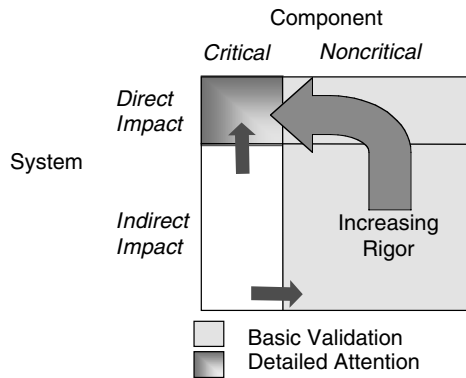 Component
Critical Noncritical
Direct
Impact
System
Indirect
Impact
Increasing
Rigor
Basic Validation
Detailed Attention